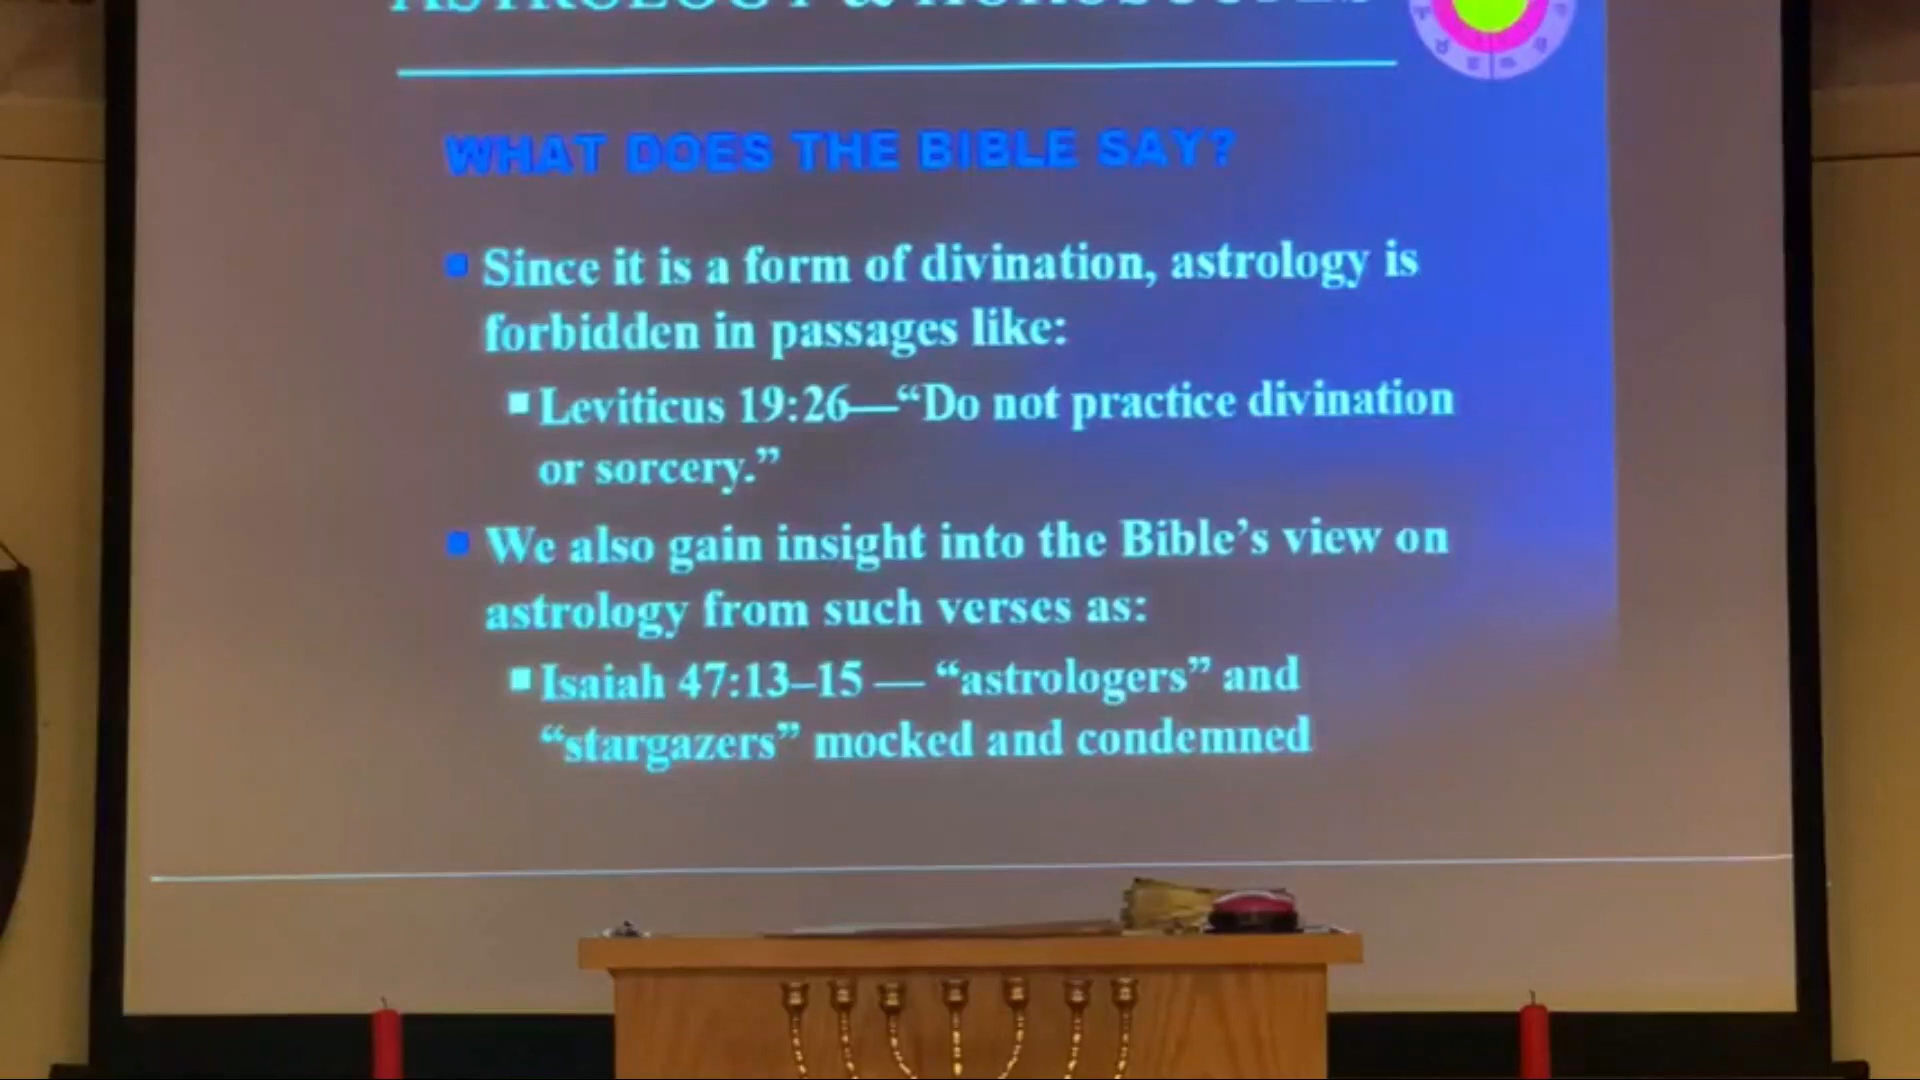 ASTROLOGY & HOROSCOPES
WHAT DOES THE BIBLE SAY?
Since it is a form of divination, astrology is
forbidden in passages like:
Leviticus 19:26—“Do not practice divination
or sorcery.”
We also gain insight into the Bible’s view on
astrology from such verses as:
Isaiah 47:13–15 — “astrologers” and
“stargazers” mocked and condemned